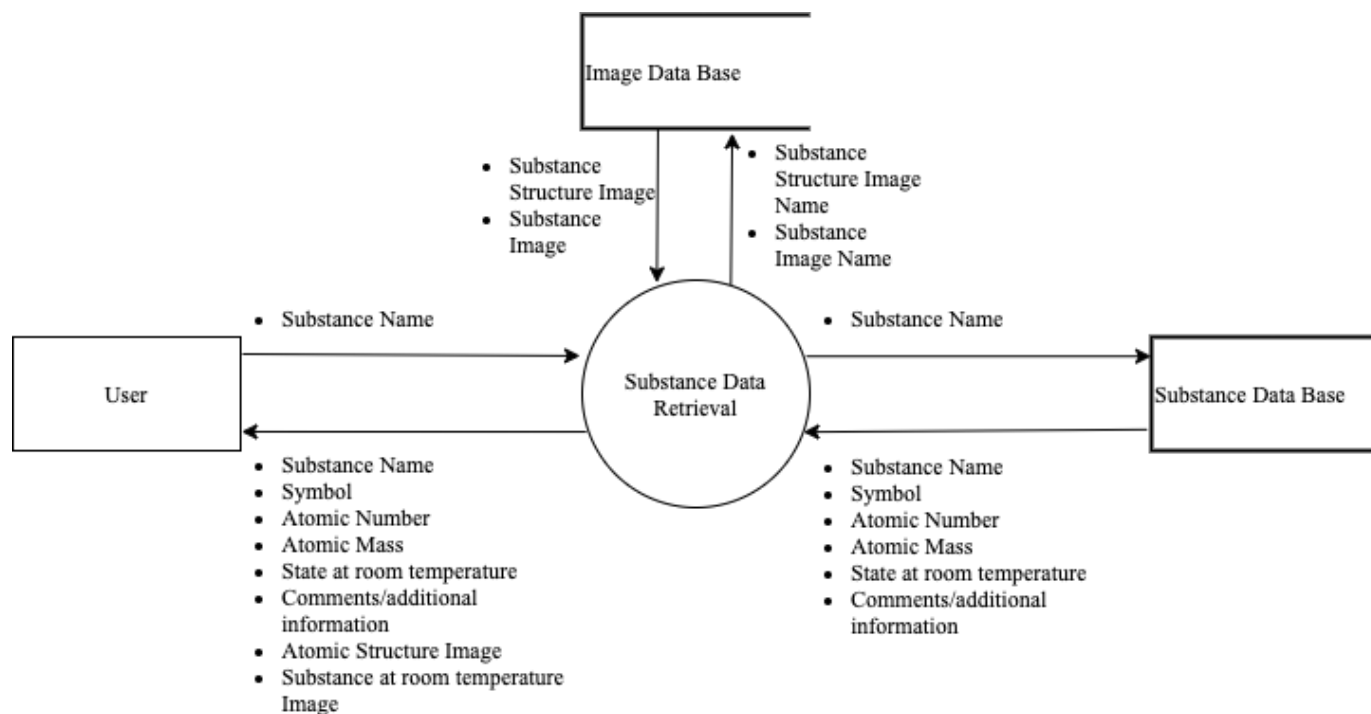 Image Data Base
• Substance
Structure Image
• Substance
Image
• Substance
Structure Image
Name
• Substance
Image Name
• Substance Name
• Substance Name
User
Substance Data
Retrieval
Substance Data Base
• Substance Name
• Symbol
• Atomic Number
• Atomic Mass
• State at room temperature
• Comments/additional
information
• Atomic Structure Image
• Substance at room temperature
Image
• Substance Name
• Symbol
• Atomic Number
• Atomic Mass
• State at room temperature
• Comments/additional
information